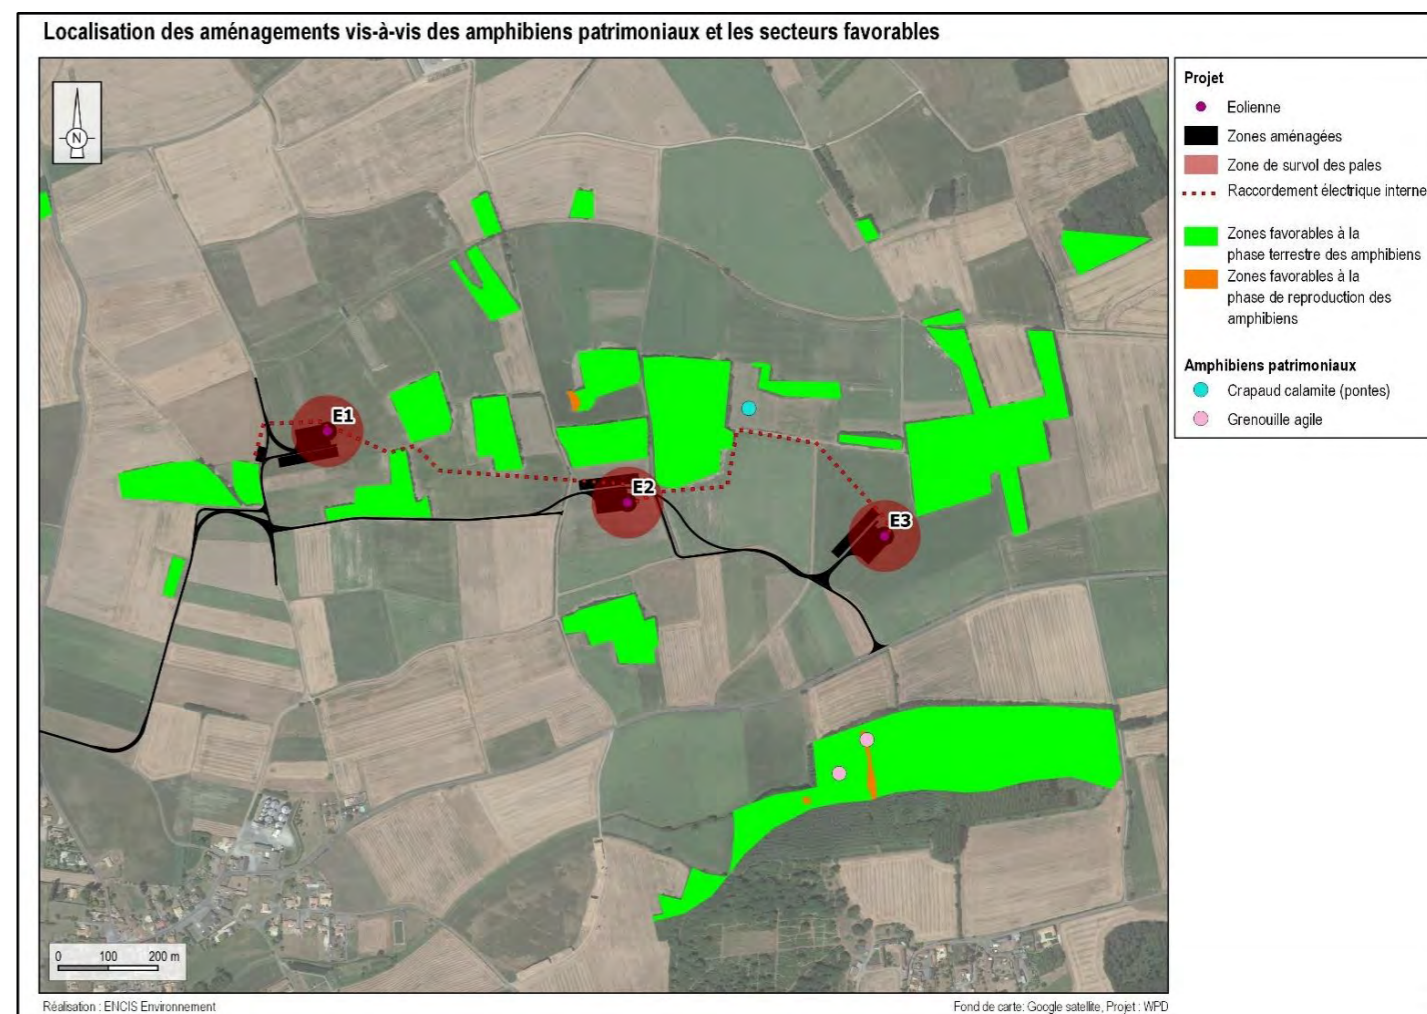 Localisation des aménagements vis-à-vis des amphibiens patrimoniaux et les secteurs favorables
N
E1
E2
E3
0 100 200 m
Projet
Eolienne
Zones aménagées
Zone de survol des pales
Raccordement électrique interne
Zones favorables à la
phase terrestre des amphibiens
Zones favorables à la
phase de reproduction des
amphibiens
Amphibiens patrimoniaux
Crapaud calamite (pontes)
Grenouille agile
Réalisation : ENCIS Environnement
Fond de carte: Google satellite, Projet : WPD